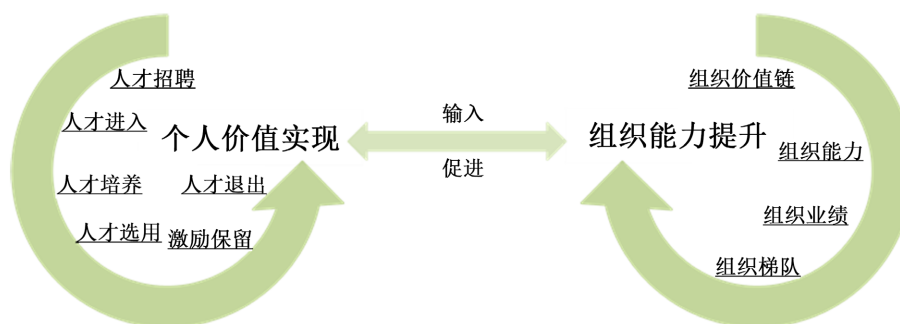 人才招聘
人才进入
个人价值实现
人才培养
人才退出
人才选用
激励保留
输入
促进
组织价值链
组织能力提升
组织能力
组织业绩
组织梯队